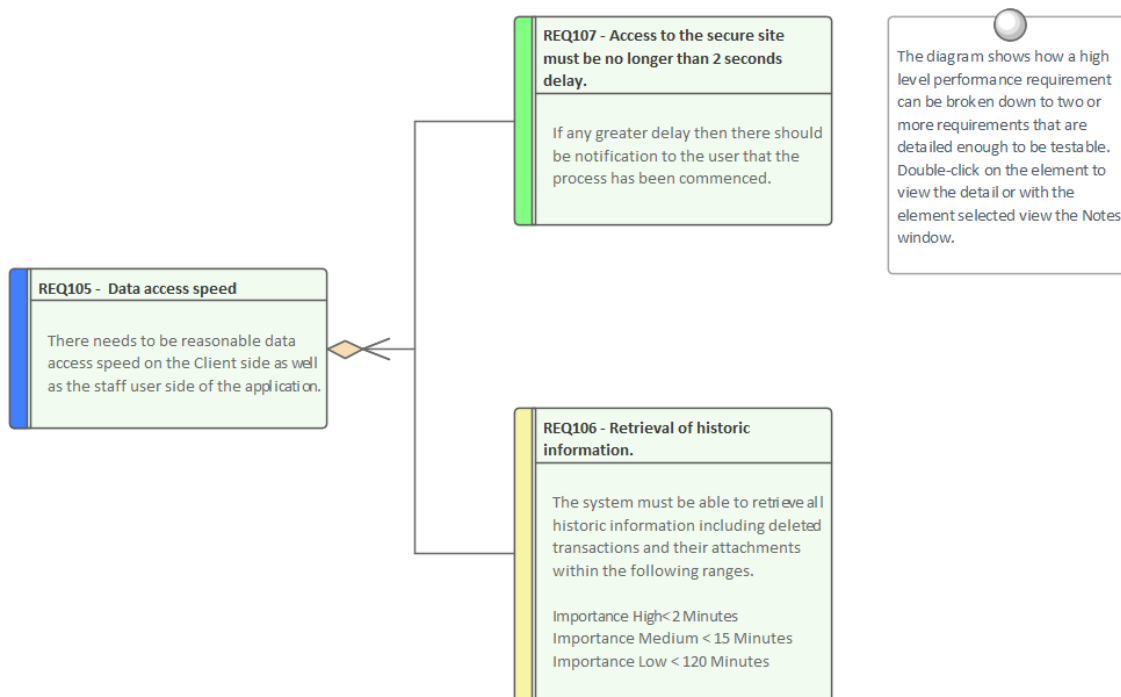 REQ107 - Access to the secure site
must be no longer than 2 seconds
delay.
If any greater delay then there should
be notification to the user that the
process has been commenced.
The diagram shows how a high
level performance requirement
can be broken down to two or
more requirements that are
detailed enough to be testable.
Double-click on the element to
view the detail or with the
element selected view the Notes
window.
REQ105 -  Data access speed
There needs to be reasonable data
access speed on the Client side as well
as the staff user side of the application.
REQ106 - Retrieval of historic
information.
The system must be able to retrieve all
historic information including deleted
transactions and their attachments
within the following ranges.
Importance High< 2 Minutes
Importance Medium < 15 Minutes
Importance Low < 120 Minutes